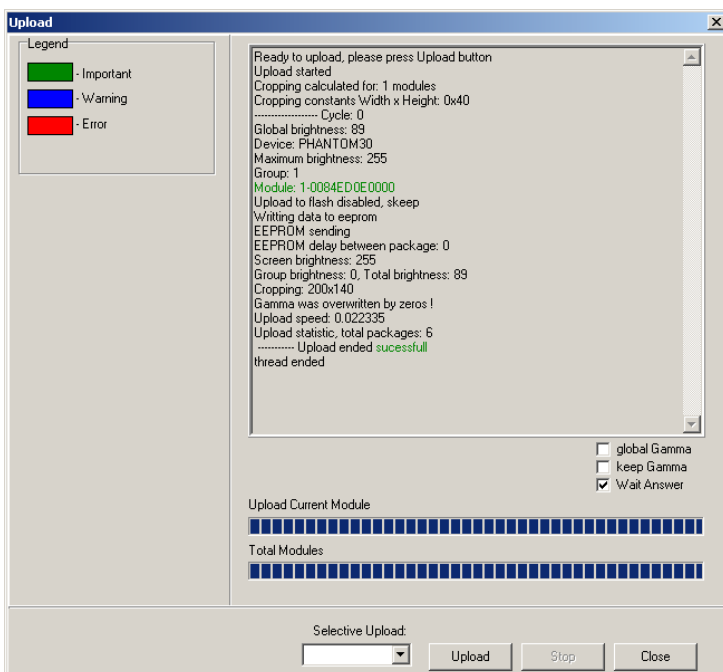 Upload
Legend
- Important
- Warning
- Error
Ready to upload, please press Upload button
Upload started
Cropping calculated for: 1 modules
Cropping constants Width x Height: 0x40
------------------ Cycle: 0
Global brightness: 89
Device: PHANTOM30
Maximum brightness: 255
Group: 1
Module: 1-0084ED0E0000
Upload to flash disabled, skeep
Writting data to eeprom
EEPROM sending
EEPROM delay between package: 0
Screen brightness: 255
Group brightness: 0, Total brightness: 89
Cropping: 200x140
Gamma was overwritten by zeros !
Upload speed: 0.022335
Upload statistic, total packages: 6
----------- Upload ended sucessfull
thread ended
global Gamma
keep Gamma
Wait Answer
Upload Current Module
Total Modules
Selective Upload:
Upload
Stop
Close